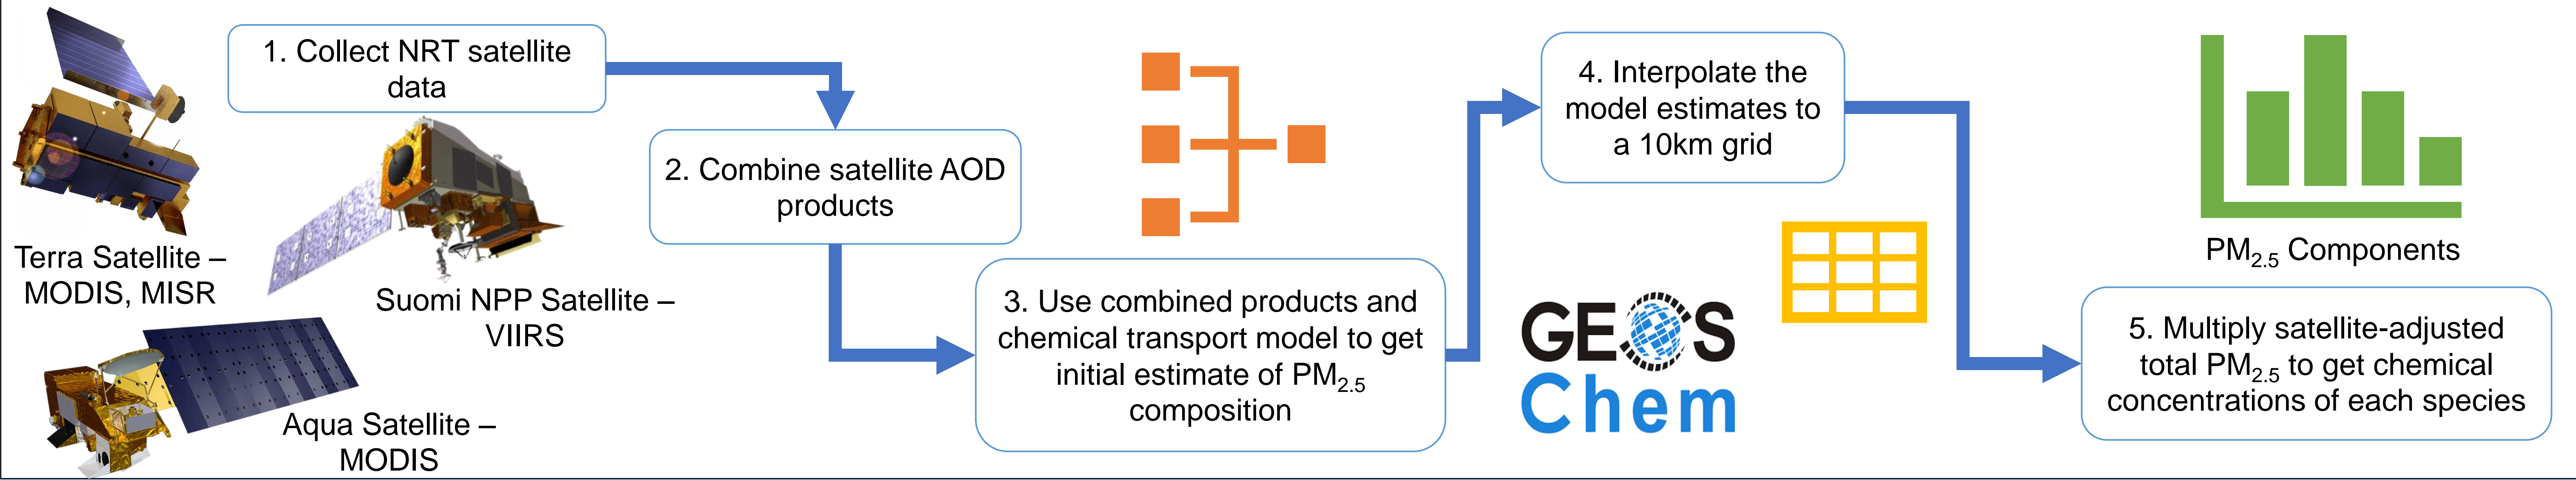 1. Collect NRT satellite
data
Terra Satellite –
MODIS, MISR
Suomi NPP Satellite –
VIIRS
Aqua Satellite –
MODIS
2. Combine satellite AOD
products
3. Use combined products and
chemical transport model to get
initial estimate of PM2.5
composition
GEOS
Chem
4. Interpolate the
model estimates to
a 10km grid
PM2.5 Components
5. Multiply satellite-adjusted
total PM2.5 to get chemical
concentrations of each species